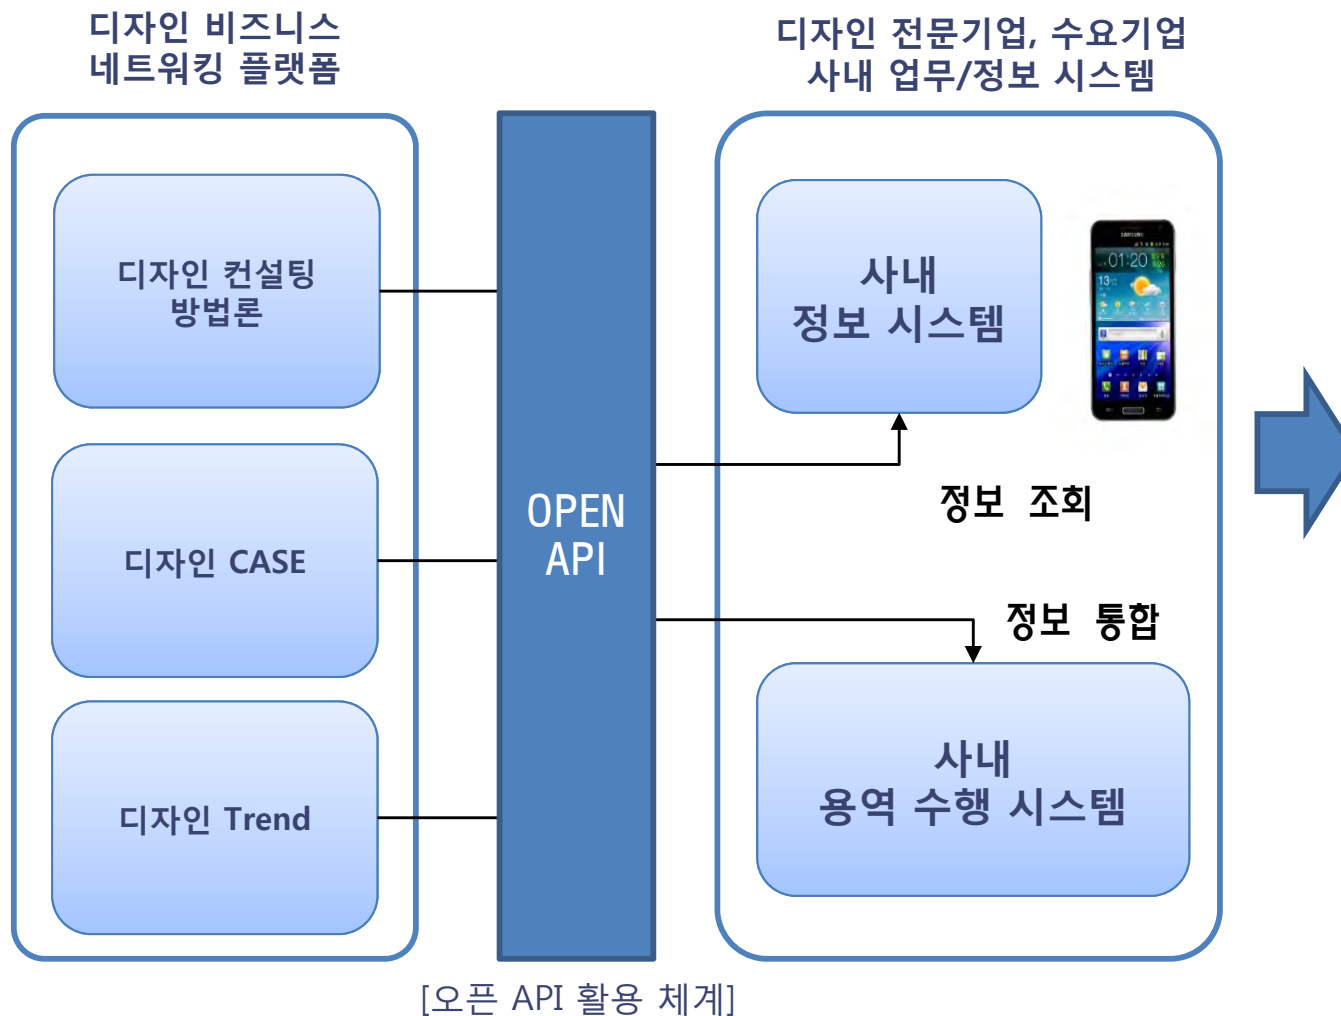 디자인 비즈니스
네트워킹 플랫폼
디자인 전문기업, 수요기업
사내 업무/정보 시스템
디자인 컨설팅
방법론
디자인 CASE
디자인 Trend
OPEN
API
사내
정보 시스템
SAMSUNG
01:20
13
정보 조회
정보 통합
사내
용역 수행 시스템
[오픈 API 활용 체계]